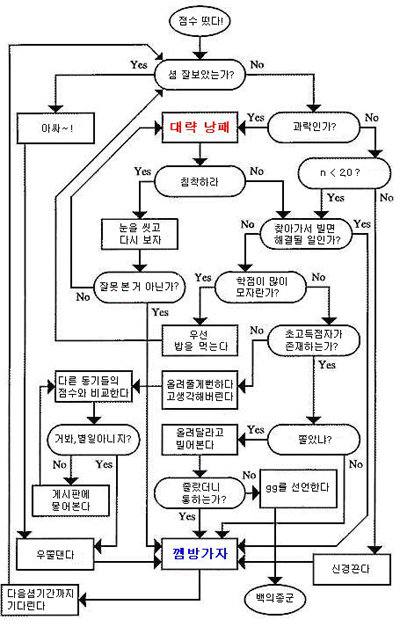 점수 떴다!
셤 잘보았는가?
Yes
No
아싸~!
대략 낭패
Yes
과락인가?
No
침착하라
Yes
No
n < 20 ?
Yes
No
눈을 씻고
다시 보자
찾아가서 빌면
해결될 일인가?
No
Yes
잘못 본 거 아닌가?
No
Yes
학점이 많이
모자란가?
Yes
No
우선
밥을 먹는다
초고득점자가
존재하는가?
No
Yes
다른 동기들의
점수와 비교한다
올려줄게뻔하다
고생각해버린다
거봐,별일아니지?
No
Yes
올려달라고
빌어본다
Yes
쫄았냐?
No
게시판에
물어본다
쫄랐더니
통하는가?
No
Yes
gg를 선언한다
우쭐댄다
껨방가자
신경끈다
다음셤기간까지
기다린다
백의종군